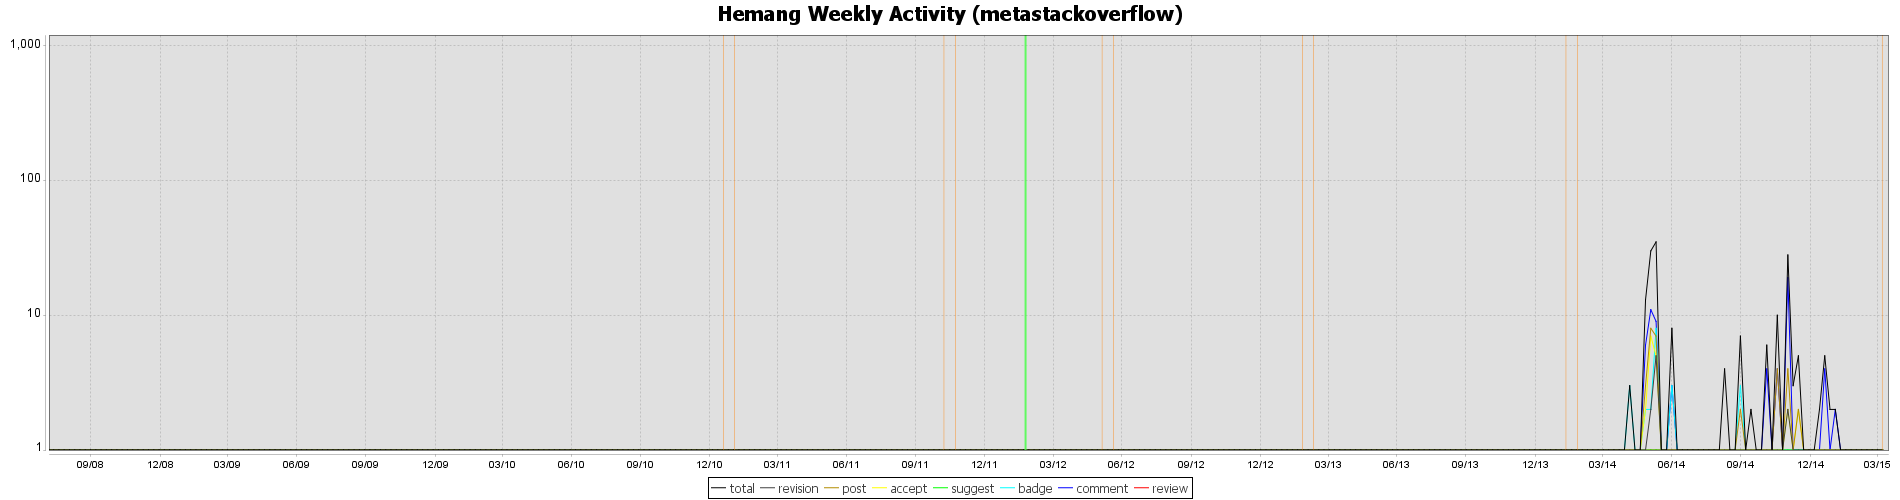 Hemang Weekly Activity (metastackoverflow)
1,000
100
10
1
09/08 12/08 03/09 06/09 09/09 12/09 03/10 06/10 09/10 12/10 03/11 06/11 09/11 12/11 03/12 06/12 09/12 12/12 03/13 06/13 09/13 12/13 03/14 06/14 09/14 12/14 03/15
total revision post accept suggest badge comment review